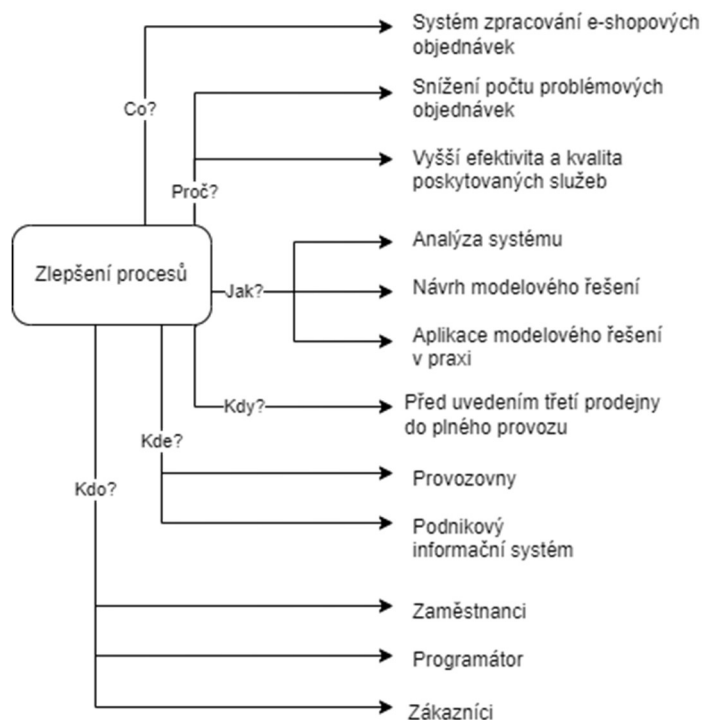 Systém zpracování e-shopových
objednávek
Co?
Snížení počtu problémových
objednávek
Vyšší efektivita a kvalita
poskytovaných služeb
Proč?
Zlepšení procesů
Jak?
Analýza systému
Návrh modelového řešení
Aplikace modelového řešení
v praxi
Kdy?
Před uvedením třetí prodejny
do plného provozu
Kde?
Provozovny
Podnikový
informační systém
Kdo?
Zaměstnanci
Programátor
Zákazníci